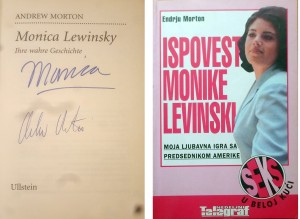 ANDREW MORTON
Monica Lewinsky
Ihre wahre Geschichte
Monica
Ullstein
Endrju Morton
ISPOVEST
MONIKE
LEVINSKI
MOJA LJUBAVNA IGRA SA
PREDSEDNIKOM AMERIKE
SEKS
U BELOJ KUĆI
Telegraf